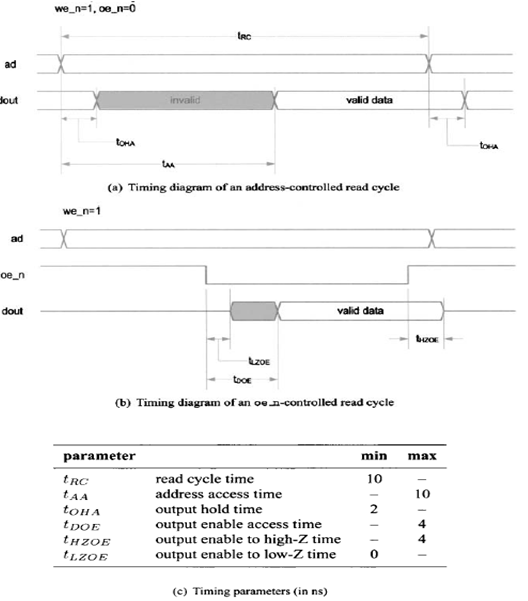 we_n=1, oe_n=0
tRC
ad
dout
invalid
valid data
tOHA
tOHA
tAA
(a) Timing diagram of an address-controlled read cycle
we_n=1
ad
oe_n
dout
valid data
tHZOE
tLZOE
tDOE
(b) Timing diagram of an oe_n-controlled read cycle
parameter min max
tRC read cycle time 10 –
tAA address access time – 10
tOHA output hold time 2 –
tDOE output enable access time – 4
tHZOE output enable to high-Z time – 4
tLZOE output enable to low-Z time 0 –
(c) Timing parameters (in ns)